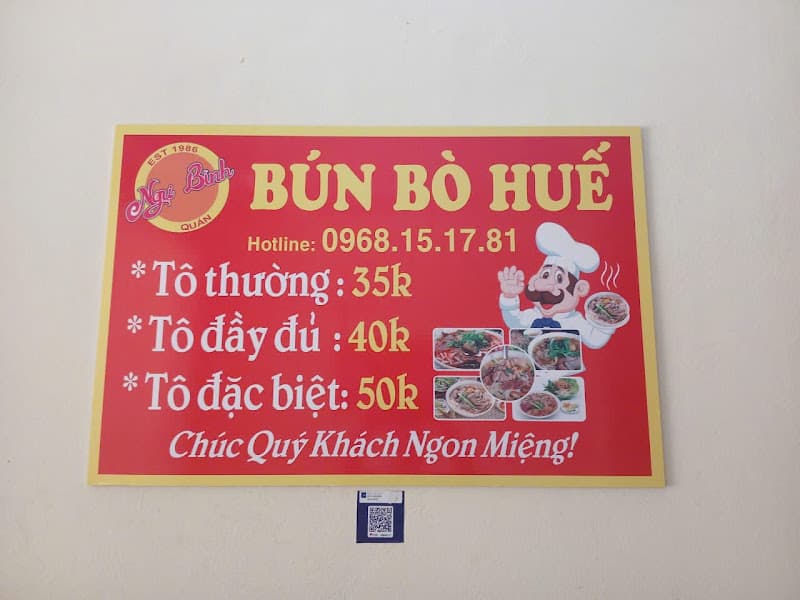 EST 1986
Ngự Bình
QUÁN
BÚN BÒ HUẾ
Hotline: 0968.15.17.81
* Tô thường : 35k
* Tô đầy đủ : 40k
* Tô đặc biệt: 50k
Chúc Quý Khách Ngon Miệng!